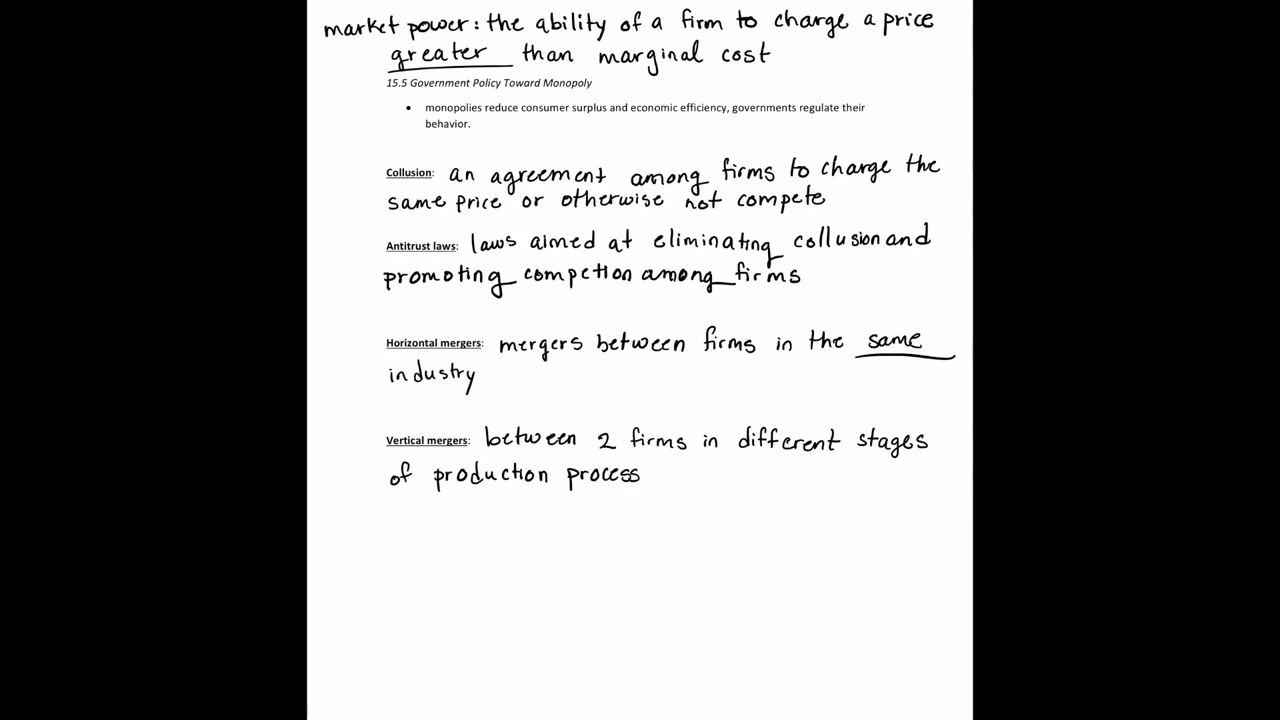 market power: the ability of a firm to charge a price
greater than marginal cost
15.5 Government Policy Toward Monopoly
• monopolies reduce consumer surplus and economic efficiency, governments regulate their
behavior.
Collusion: an agreement among firms to charge the
same price or otherwise not compete
Antitrust laws: laws aimed at eliminating collusion and
promoting competion among firms
Horizontal mergers: mergers between firms in the same
industry
Vertical mergers: between 2 firms in different stages
of production process